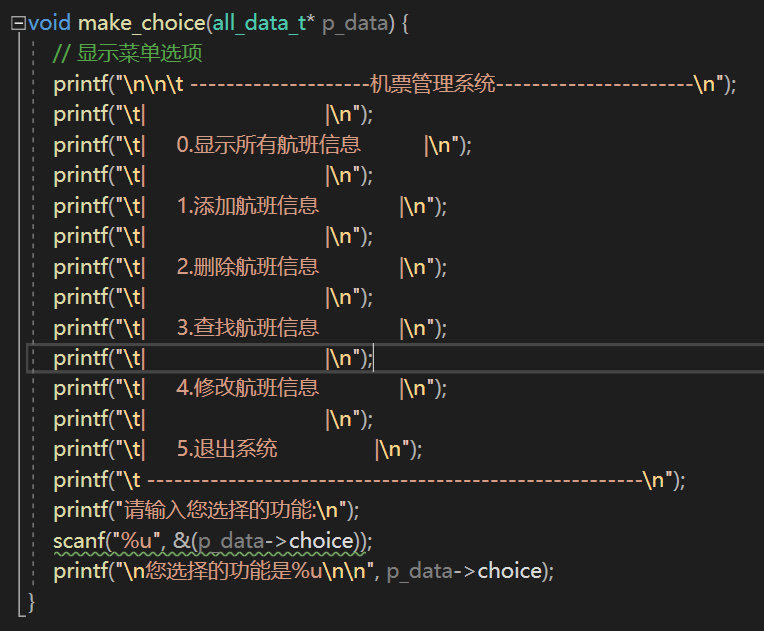 void make_choice(all_data_t* p_data) {
// 显示菜单选项
printf("\n\n\t --------------------机票管理系统----------------------\n");
printf("\t|                             |\n");
printf("\t|     0.显示所有航班信息          |\n");
printf("\t|                             |\n");
printf("\t|     1.添加航班信息             |\n");
printf("\t|                             |\n");
printf("\t|     2.删除航班信息             |\n");
printf("\t|                             |\n");
printf("\t|     3.查找航班信息             |\n");
printf("\t|                             |\n");
printf("\t|     4.修改航班信息             |\n");
printf("\t|                             |\n");
printf("\t|     5.退出系统                |\n");
printf("\t -------------------------------------------------------\n");
printf("请输入您选择的功能:\n");
scanf("%u", &(p_data->choice));
printf("\n您选择的功能是%u\n\n", p_data->choice);
}